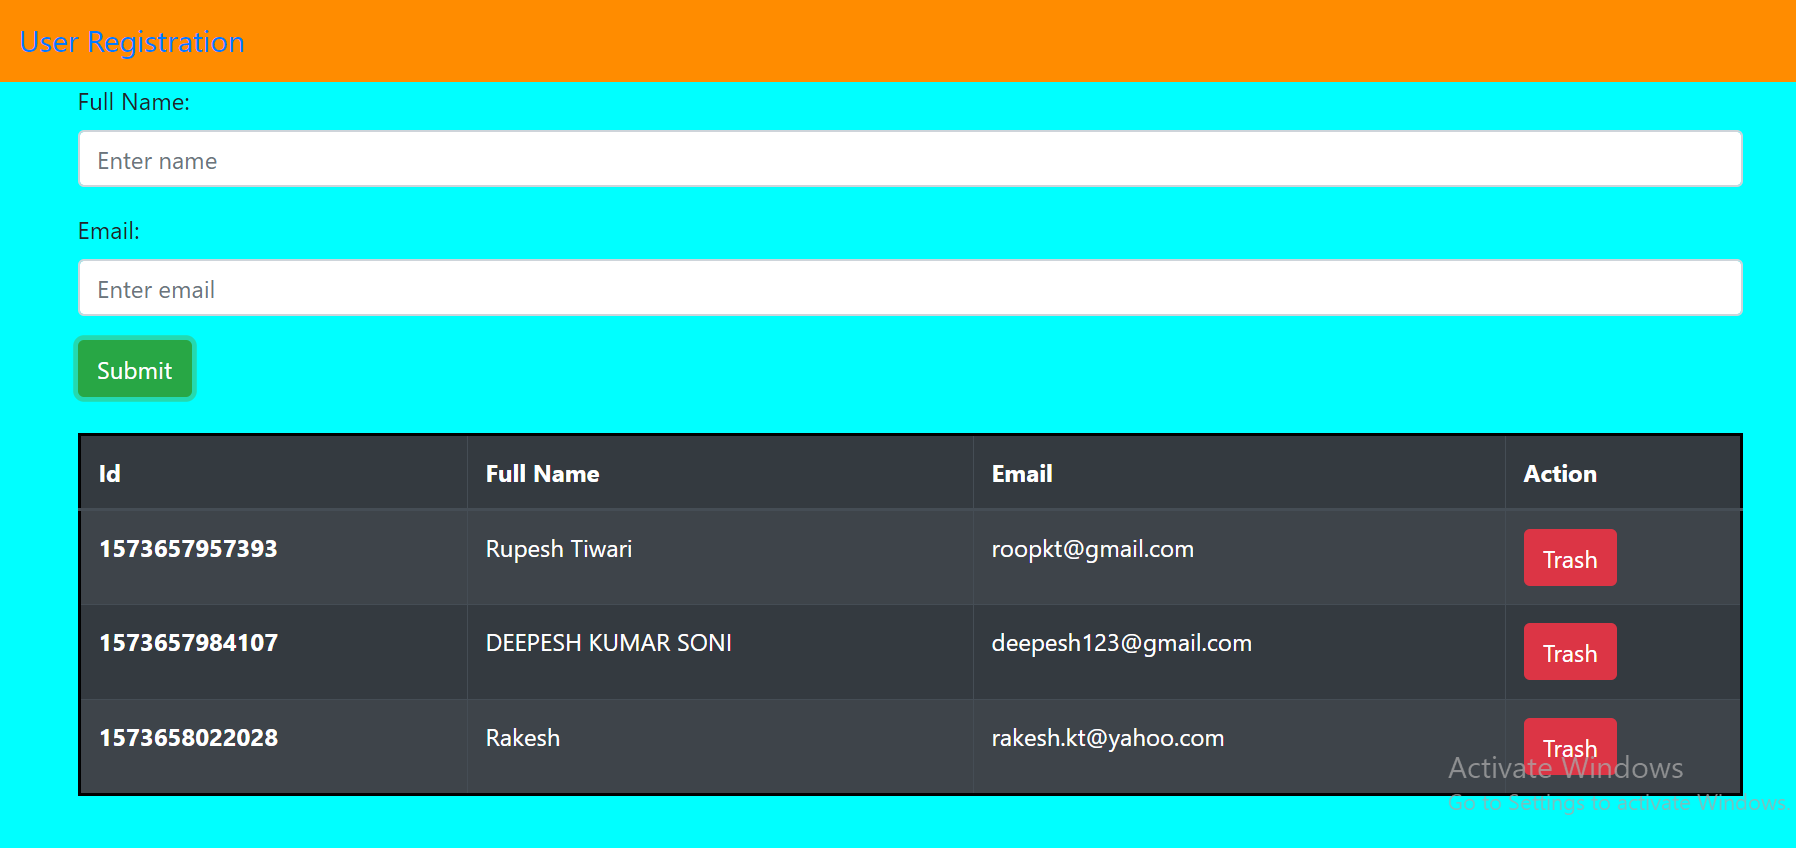 User Registration
Full Name:
Enter name
Email:
Enter email
Submit
Id Full Name Email Action
1573657957393 Rupesh Tiwari roopkt@gmail.com Trash
1573657984107 DEEPESH KUMAR SONI deepesh123@gmail.com Trash
1573658022028 Rakesh rakesh.kt@yahoo.com Trash
Activate Windows
Go to Settings to activate Windows.